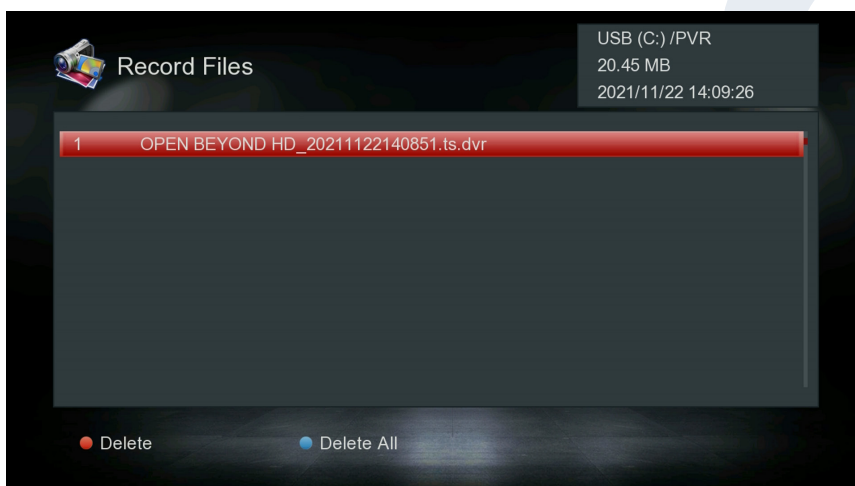 Record Files
USB (C:) /PVR
20.45 MB
2021/11/22 14:09:26
1 OPEN BEYOND HD_20211122140851.ts.dvr
Delete
Delete All